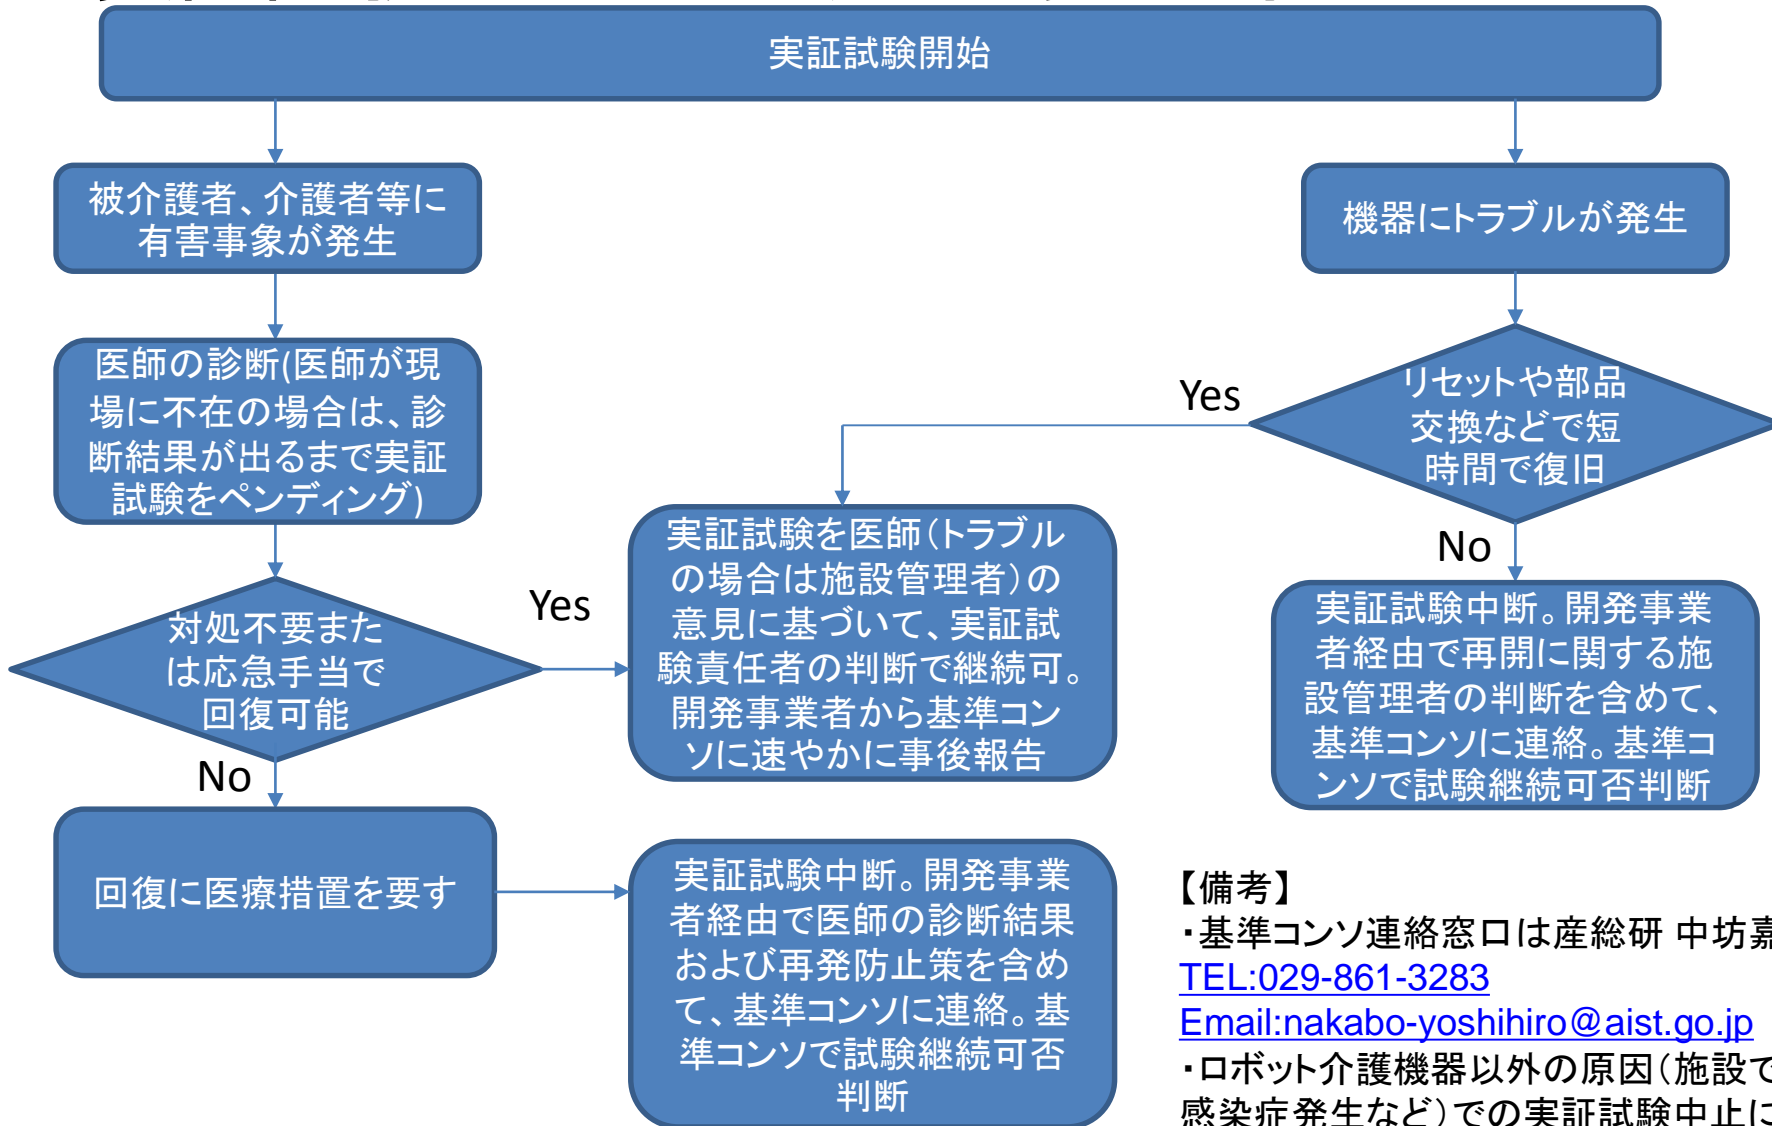 実証試験開始
被介護者、介護者等に
有害事象が発生
医師の診断(医師が現
場に不在の場合は、診
断結果が出るまで実証
試験をペンディング)
対処不要また
は応急手当で
回復可能
Yes
No
回復に医療措置を要す
実証試験を医師（トラブル
の場合は施設管理者）の
意見に基づいて、実証試
験責任者の判断で継続可。
開発事業者から基準コン
ソに速やかに事後報告
実証試験中断。開発事業
者経由で医師の診断結果
および再発防止策を含め
て、基準コンソに連絡。基
準コンソで試験継続可否
判断
機器にトラブルが発生
リセットや部品
交換などで短
時間で復旧
Yes
No
実証試験中断。開発事業
者経由で再開に関する施
設管理者の判断を含めて、
基準コンソに連絡。基準コ
ンソで試験継続可否判断
【備考】
・基準コンソ連絡窓口は産総研 中坊嘉
TEL:029-861-3283
Email:nakabo-yoshihiro@aist.go.jp
・ロボット介護機器以外の原因（施設で
感染症発生など）での実証試験中止に